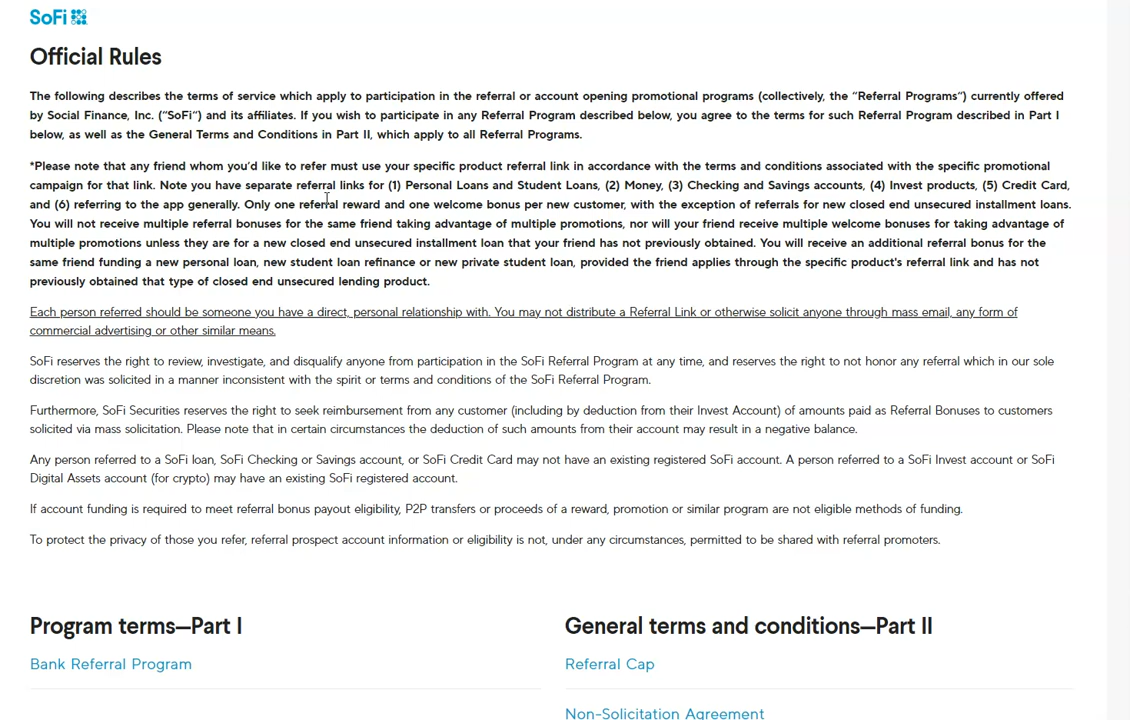 SoFi
Official Rules
The following describes the terms of service which apply to participation in the referral or account opening promotional programs (collectively, the “Referral Programs”) currently offered
by Social Finance, Inc. (“SoFi”) and its affiliates. If you wish to participate in any Referral Program described below, you agree to the terms for such Referral Program described in Part I
below, as well as the General Terms and Conditions in Part II, which apply to all Referral Programs.
*Please note that any friend whom you’d like to refer must use your specific product referral link in accordance with the terms and conditions associated with the specific promotional
campaign for that link. Note you have separate referral links for (1) Personal Loans and Student Loans, (2) Money, (3) Checking and Savings accounts, (4) Invest products, (5) Credit Card,
and (6) referring to the app generally. Only one referral reward and one welcome bonus per new customer, with the exception of referrals for new closed end unsecured installment loans.
You will not receive multiple referral bonuses for the same friend taking advantage of multiple promotions, nor will your friend receive multiple welcome bonuses for taking advantage of
multiple promotions unless they are for a new closed end unsecured installment loan that your friend has not previously obtained. You will receive an additional referral bonus for the
same friend funding a new personal loan, new student loan refinance or new private student loan, provided the friend applies through the specific product's referral link and has not
previously obtained that type of closed end unsecured lending product.
Each person referred should be someone you have a direct, personal relationship with. You may not distribute a Referral Link or otherwise solicit anyone through mass email, any form of
commercial advertising or other similar means.
SoFi reserves the right to review, investigate, and disqualify anyone from participation in the SoFi Referral Program at any time, and reserves the right to not honor any referral which in our sole
discretion was solicited in a manner inconsistent with the spirit or terms and conditions of the SoFi Referral Program.
Furthermore, SoFi Securities reserves the right to seek reimbursement from any customer (including by deduction from their Invest Account) of amounts paid as Referral Bonuses to customers
solicited via mass solicitation. Please note that in certain circumstances the deduction of such amounts from their account may result in a negative balance.
Any person referred to a SoFi loan, SoFi Checking or Savings account, or SoFi Credit Card may not have an existing registered SoFi account. A person referred to a SoFi Invest account or SoFi
Digital Assets account (for crypto) may have an existing SoFi registered account.
If account funding is required to meet referral bonus payout eligibility, P2P transfers or proceeds of a reward, promotion or similar program are not eligible methods of funding.
To protect the privacy of those you refer, referral prospect account information or eligibility is not, under any circumstances, permitted to be shared with referral promoters.
Program terms—Part I
Bank Referral Program
General terms and conditions—Part II
Referral Cap
Non-Solicitation Agreement